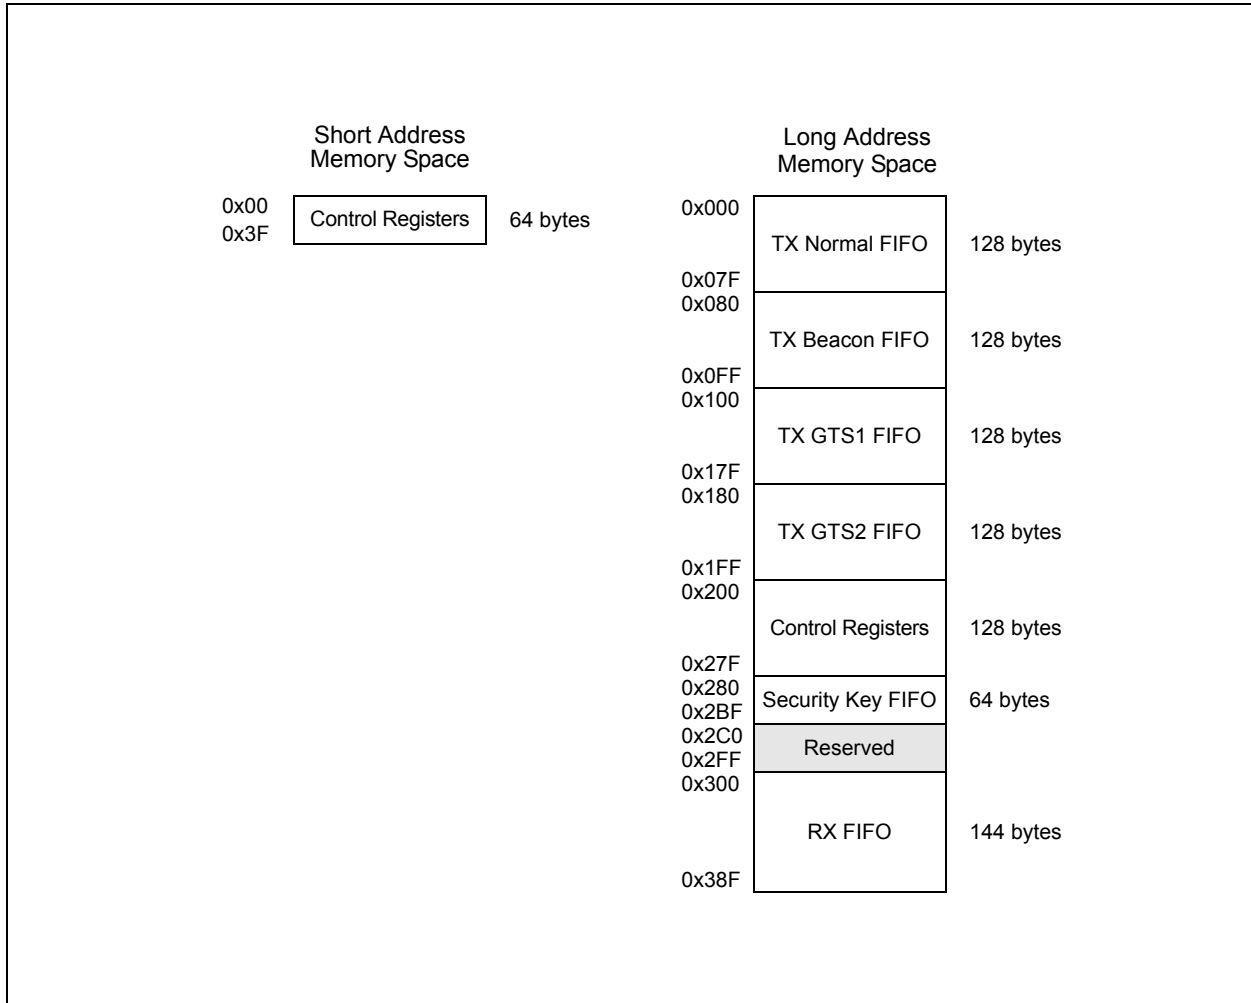 Short Address
Memory Space
0x00
0x3F
Control Registers
64 bytes
Long Address
Memory Space
0x000
TX Normal FIFO
128 bytes
0x07F
0x080
TX Beacon FIFO
128 bytes
0x0FF
0x100
TX GTS1 FIFO
128 bytes
0x17F
0x180
TX GTS2 FIFO
128 bytes
0x1FF
0x200
Control Registers
128 bytes
0x27F
0x280
Security Key FIFO
64 bytes
0x2BF
0x2C0
Reserved
0x2FF
0x300
RX FIFO
144 bytes
0x38F